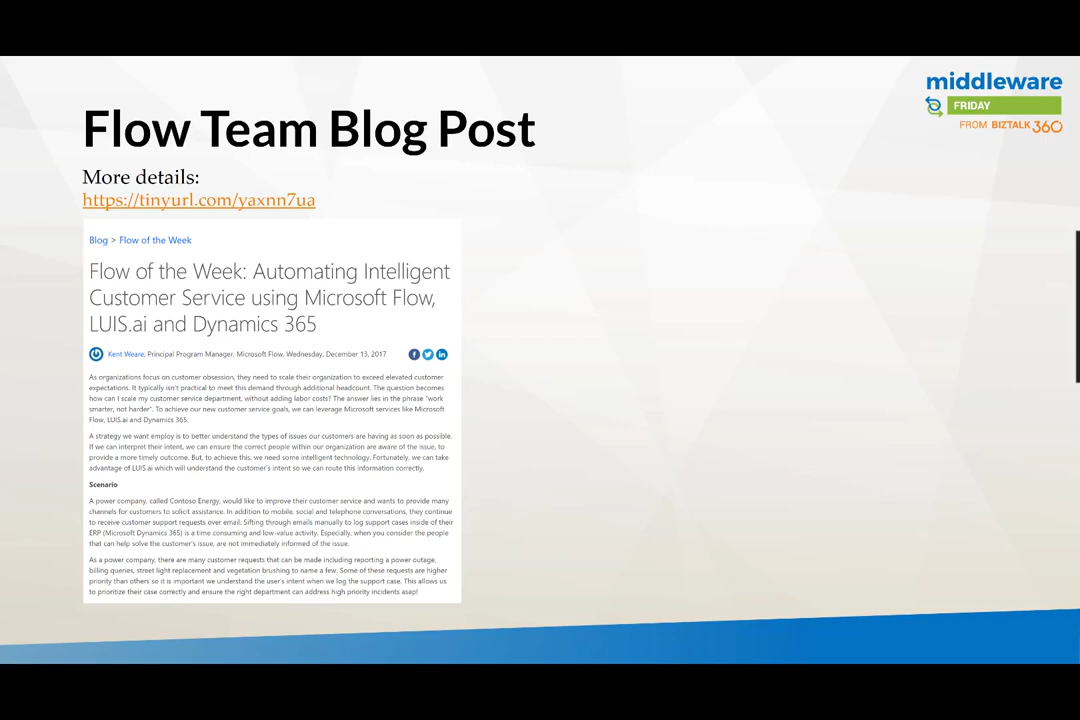 middleware
FRIDAY
FROM BIZTALK 360
Flow Team Blog Post
More details:
https://tinyurl.com/yaxnn7ua
Blog > Flow of the Week
Flow of the Week: Automating Intelligent
Customer Service using Microsoft Flow,
LUIS.ai and Dynamics 365
Kent Weare, Principal Program Manager, Microsoft Flow, Wednesday, December 13, 2017
As organizations focus on customer obsession, they need to scale their organization to exceed elevated customer
expectations. It typically isn't practical to meet this demand through additional headcount. The question becomes
how can I scale my customer service department, without adding labor costs? The answer lies in the phrase "work
smarter, not harder". To achieve our new customer service goals, we can leverage Microsoft services like Microsoft
Flow, LUIS.ai and Dynamics 365.
A strategy we want employ is to better understand the types of issues our customers are having as soon as possible.
If we can interpret their intent, we can ensure the correct people within our organization are aware of the issue, to
provide a more timely outcome. But, to achieve this, we need some intelligent technology. Fortunately, we can take
advantage of LUIS.ai which will understand the customer's intent so we can route this information correctly.
Scenario
A power company, called Contoso Energy, would like to improve their customer service and wants to provide many
channels for customers to solicit assistance. In addition to mobile, social and telephone conversations, they continue
to receive customer support requests over email. Sifting through emails manually to log support cases inside of their
ERP (Microsoft Dynamics 365) is a time consuming and low-value activity. Especially, when you consider the people
that can help solve the customer's issue, are not immediately informed of the issue.
As a power company, there are many customer requests that can be made including reporting a power outage,
billing queries, street light replacement and vegetation brushing to name a few. Some of these requests are higher
priority than others so it is important we understand the user's intent when we log the support case. This allows us
to prioritize their case correctly and ensure the right department can address high priority incidents asap!